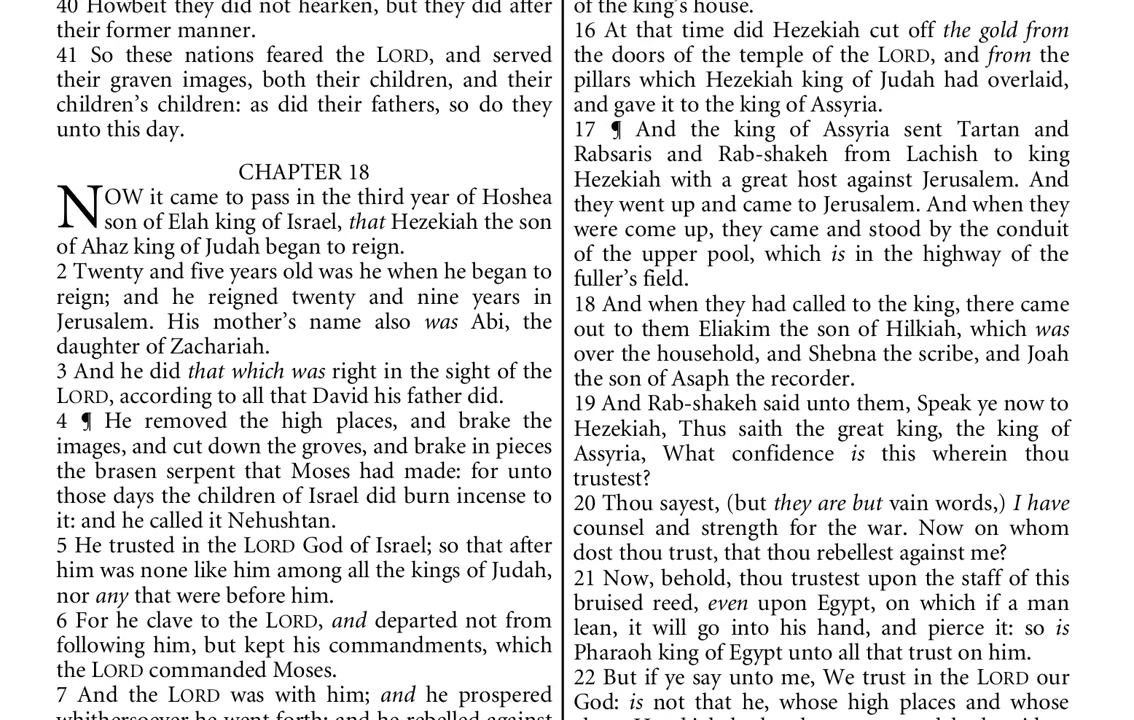 40 Howbeit they did not hearken, but they did after
their former manner.
41 So these nations feared the LORD, and served
their graven images, both their children, and their
children’s children: as did their fathers, so do they
unto this day.
CHAPTER 18
NOW it came to pass in the third year of Hoshea
son of Elah king of Israel, that Hezekiah the son
of Ahaz king of Judah began to reign.
2 Twenty and five years old was he when he began to
reign; and he reigned twenty and nine years in
Jerusalem. His mother’s name also was Abi, the
daughter of Zachariah.
3 And he did that which was right in the sight of the
LORD, according to all that David his father did.
4 ¶ He removed the high places, and brake the
images, and cut down the groves, and brake in pieces
the brasen serpent that Moses had made: for unto
those days the children of Israel did burn incense to
it: and he called it Nehushtan.
5 He trusted in the LORD God of Israel; so that after
him was none like him among all the kings of Judah,
nor any that were before him.
6 For he clave to the LORD, and departed not from
following him, but kept his commandments, which
the LORD commanded Moses.
7 And the LORD was with him; and he prospered
whithersoever he went forth: and he rebelled against
of the king’s house.
16 At that time did Hezekiah cut off the gold from
the doors of the temple of the LORD, and from the
pillars which Hezekiah king of Judah had overlaid,
and gave it to the king of Assyria.
17 ¶ And the king of Assyria sent Tartan and
Rabsaris and Rab-shakeh from Lachish to king
Hezekiah with a great host against Jerusalem. And
they went up and came to Jerusalem. And when they
were come up, they came and stood by the conduit
of the upper pool, which is in the highway of the
fuller’s field.
18 And when they had called to the king, there came
out to them Eliakim the son of Hilkiah, which was
over the household, and Shebna the scribe, and Joah
the son of Asaph the recorder.
19 And Rab-shakeh said unto them, Speak ye now to
Hezekiah, Thus saith the great king, the king of
Assyria, What confidence is this wherein thou
trustest?
20 Thou sayest, (but they are but vain words,) I have
counsel and strength for the war. Now on whom
dost thou trust, that thou rebellest against me?
21 Now, behold, thou trustest upon the staff of this
bruised reed, even upon Egypt, on which if a man
lean, it will go into his hand, and pierce it: so is
Pharaoh king of Egypt unto all that trust on him.
22 But if ye say unto me, We trust in the LORD our
God: is not that he, whose high places and whose